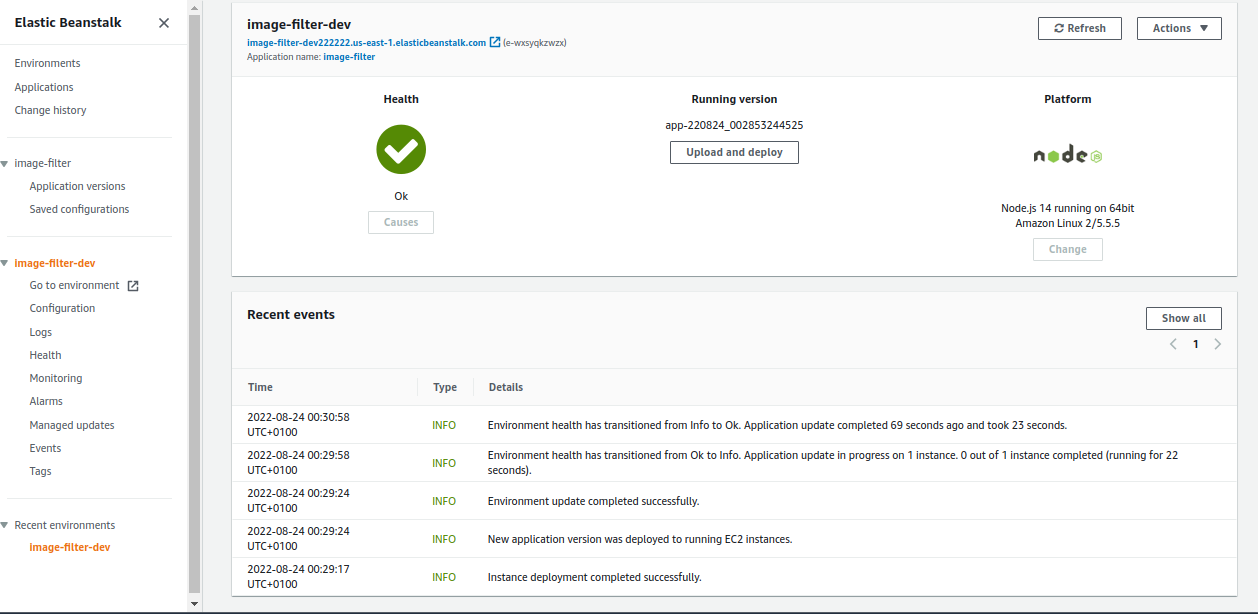 Elastic Beanstalk
Environments
Applications
Change history
image-filter
Application versions
Saved configurations
image-filter-dev
Go to environment
Configuration
Logs
Health
Monitoring
Alarms
Managed updates
Events
Tags
Recent environments
image-filter-dev
image-filter-dev
image-filter-dev222222.us-east-1.elasticbeanstalk.com (e-wxsyqkzwzx)
Application name: image-filter
Refresh
Actions
Health
Ok
Causes
Running version
app-220824_002853244525
Upload and deploy
Platform
node
JS
Node.js 14 running on 64bit
Amazon Linux 2/5.5.5
Change
Recent events
Show all
1
Time Type Details
2022-08-24 00:30:58
UTC+0100
INFO
Environment health has transitioned from Info to Ok. Application update completed 69 seconds ago and took 23 seconds.
2022-08-24 00:29:58
UTC+0100
INFO
Environment health has transitioned from Ok to Info. Application update in progress on 1 instance. 0 out of 1 instance completed (running for 22
seconds).
2022-08-24 00:29:24
UTC+0100
INFO
Environment update completed successfully.
2022-08-24 00:29:24
UTC+0100
INFO
New application version was deployed to running EC2 instances.
2022-08-24 00:29:17
UTC+0100
INFO
Instance deployment completed successfully.